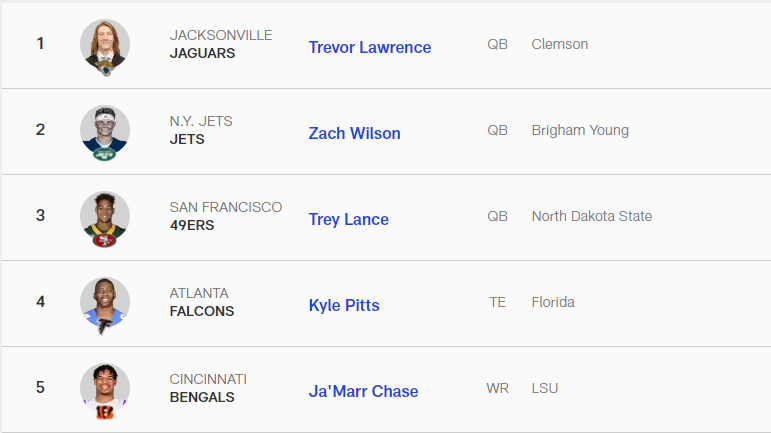 1 JACKSONVILLE JAGUARS Trevor Lawrence QB Clemson
2 N.Y. JETS JETS Zach Wilson QB Brigham Young
3 SAN FRANCISCO 49ERS Trey Lance QB North Dakota State
4 ATLANTA FALCONS Kyle Pitts TE Florida
5 CINCINNATI BENGALS Ja'Marr Chase WR LSU